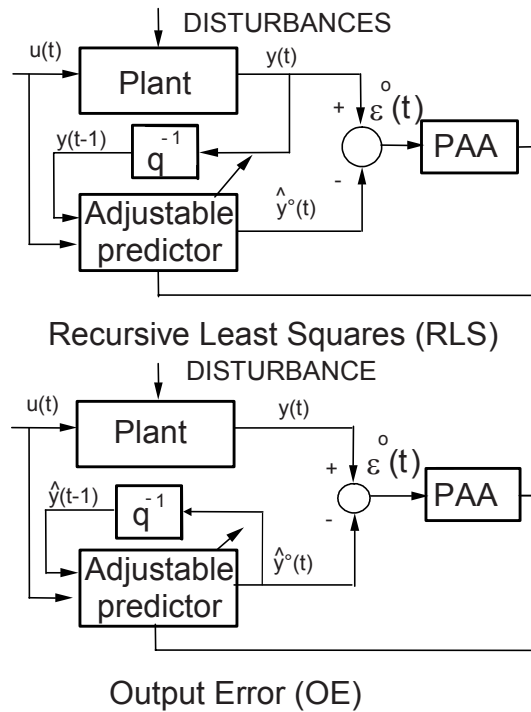 DISTURBANCES
u(t)
y(t)
Plant
+
ε°(t)
PAA
y(t-1)
q⁻¹
-
Adjustable
predictor
ŷ°(t)
Recursive Least Squares (RLS)
DISTURBANCE
u(t)
y(t)
Plant
+
ε°(t)
PAA
ŷ(t-1)
q⁻¹
-
Adjustable
predictor
ŷ°(t)
Output Error (OE)